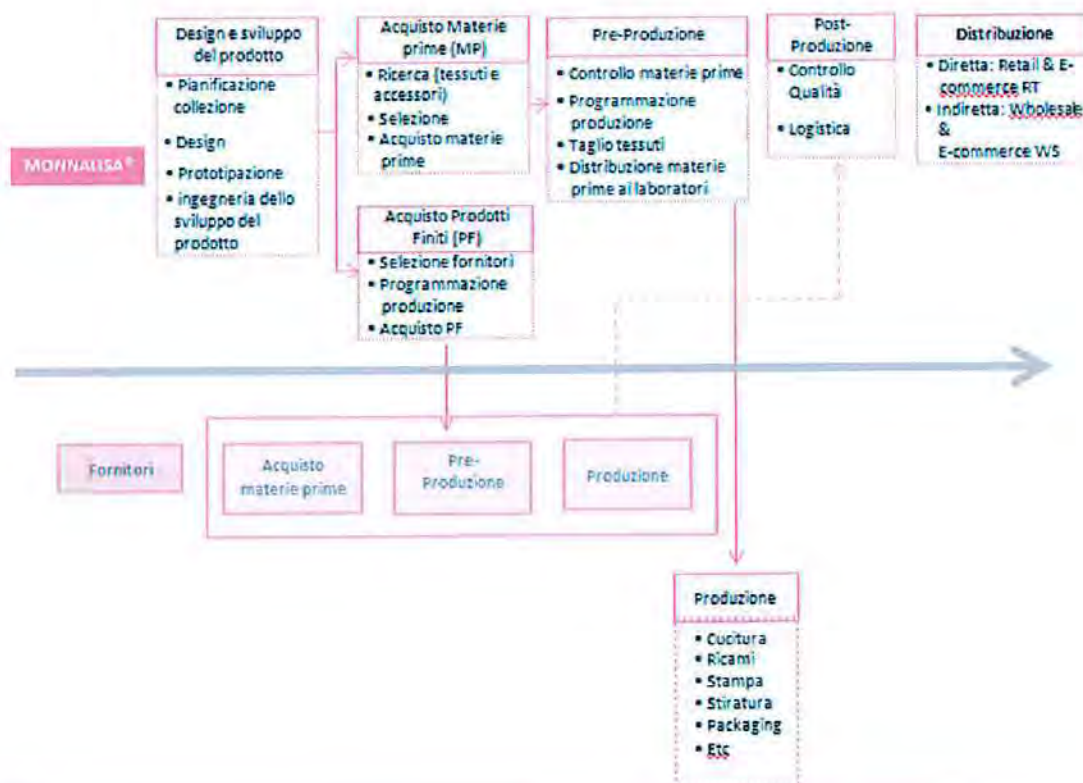 MONNALISA®
Design e sviluppo
del prodotto
▪ Pianificazione
collezione
▪ Design
▪ Prototipazione
▪ ingegneria dello
sviluppo del
prodotto
Acquisto Materie
prime (MP)
▪ Ricerca (tessuti e
accessori)
▪ Selezione
▪ Acquisto materie
prime
Acquisto Prodotti
Finiti (PF)
▪ Selezione fornitori
▪ Programmazione
produzione
▪ Acquisto PF
Pre-Produzione
▪ Controllo materie prime
▪ Programmazione
produzione
▪ Taglio tessuti
▪ Distribuzione materie
prime ai laboratori
Post-
Produzione
▪ Controllo
Qualità
▪ Logistica
Distribuzione
▪ Diretta: Retail & E-
commerce RT
▪ Indiretta: Wholesale
&
E-commerce WS
Fornitori
Acquisto
materie prime
Pre-
Produzione
Produzione
Produzione
▪ Cucitura
▪ Ricami
▪ Stampa
▪ Stiratura
▪ Packaging
▪ Etc